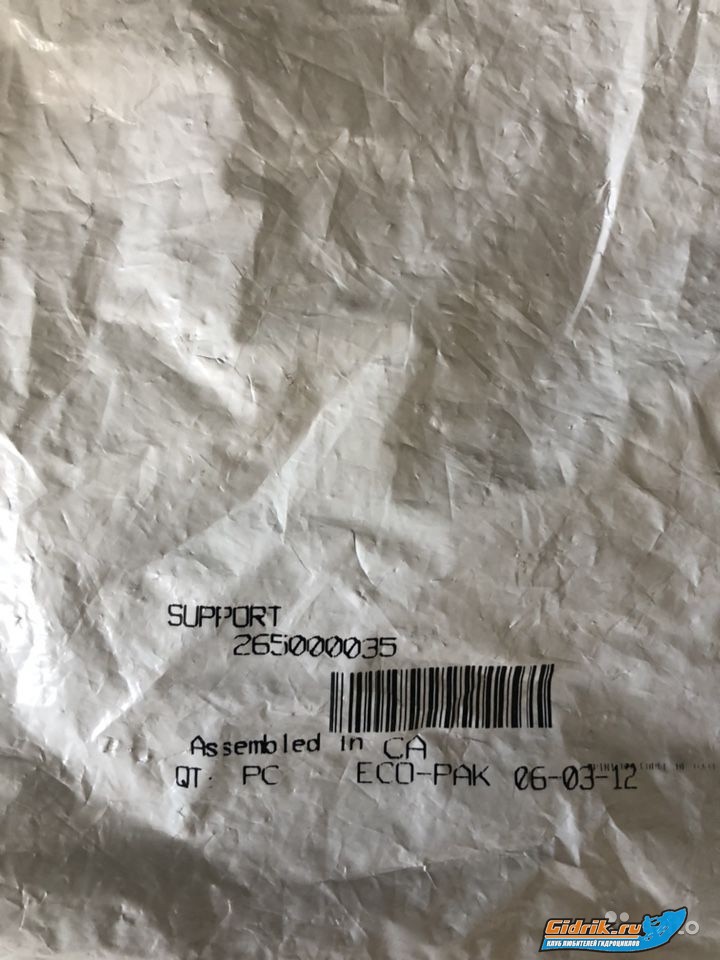 SUPPORT
265000035
Assembled in CA
QT: PC ECO-PAK 06-03-12
Gidrik.ru
КЛУБ ЛЮБИТЕЛЕЙ ГИДРОЦИКЛОВ